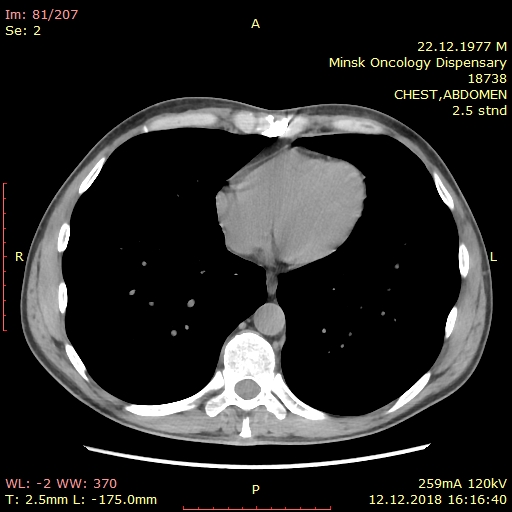 Im: 81/207
Se: 2
A
22.12.1977 M
Minsk Oncology Dispensary
18738
CHEST,ABDOMEN
2.5 stnd
R
L
WL: -2 WW: 370
T: 2.5mm L: -175.0mm
P
259mA 120kV
12.12.2018 16:16:40